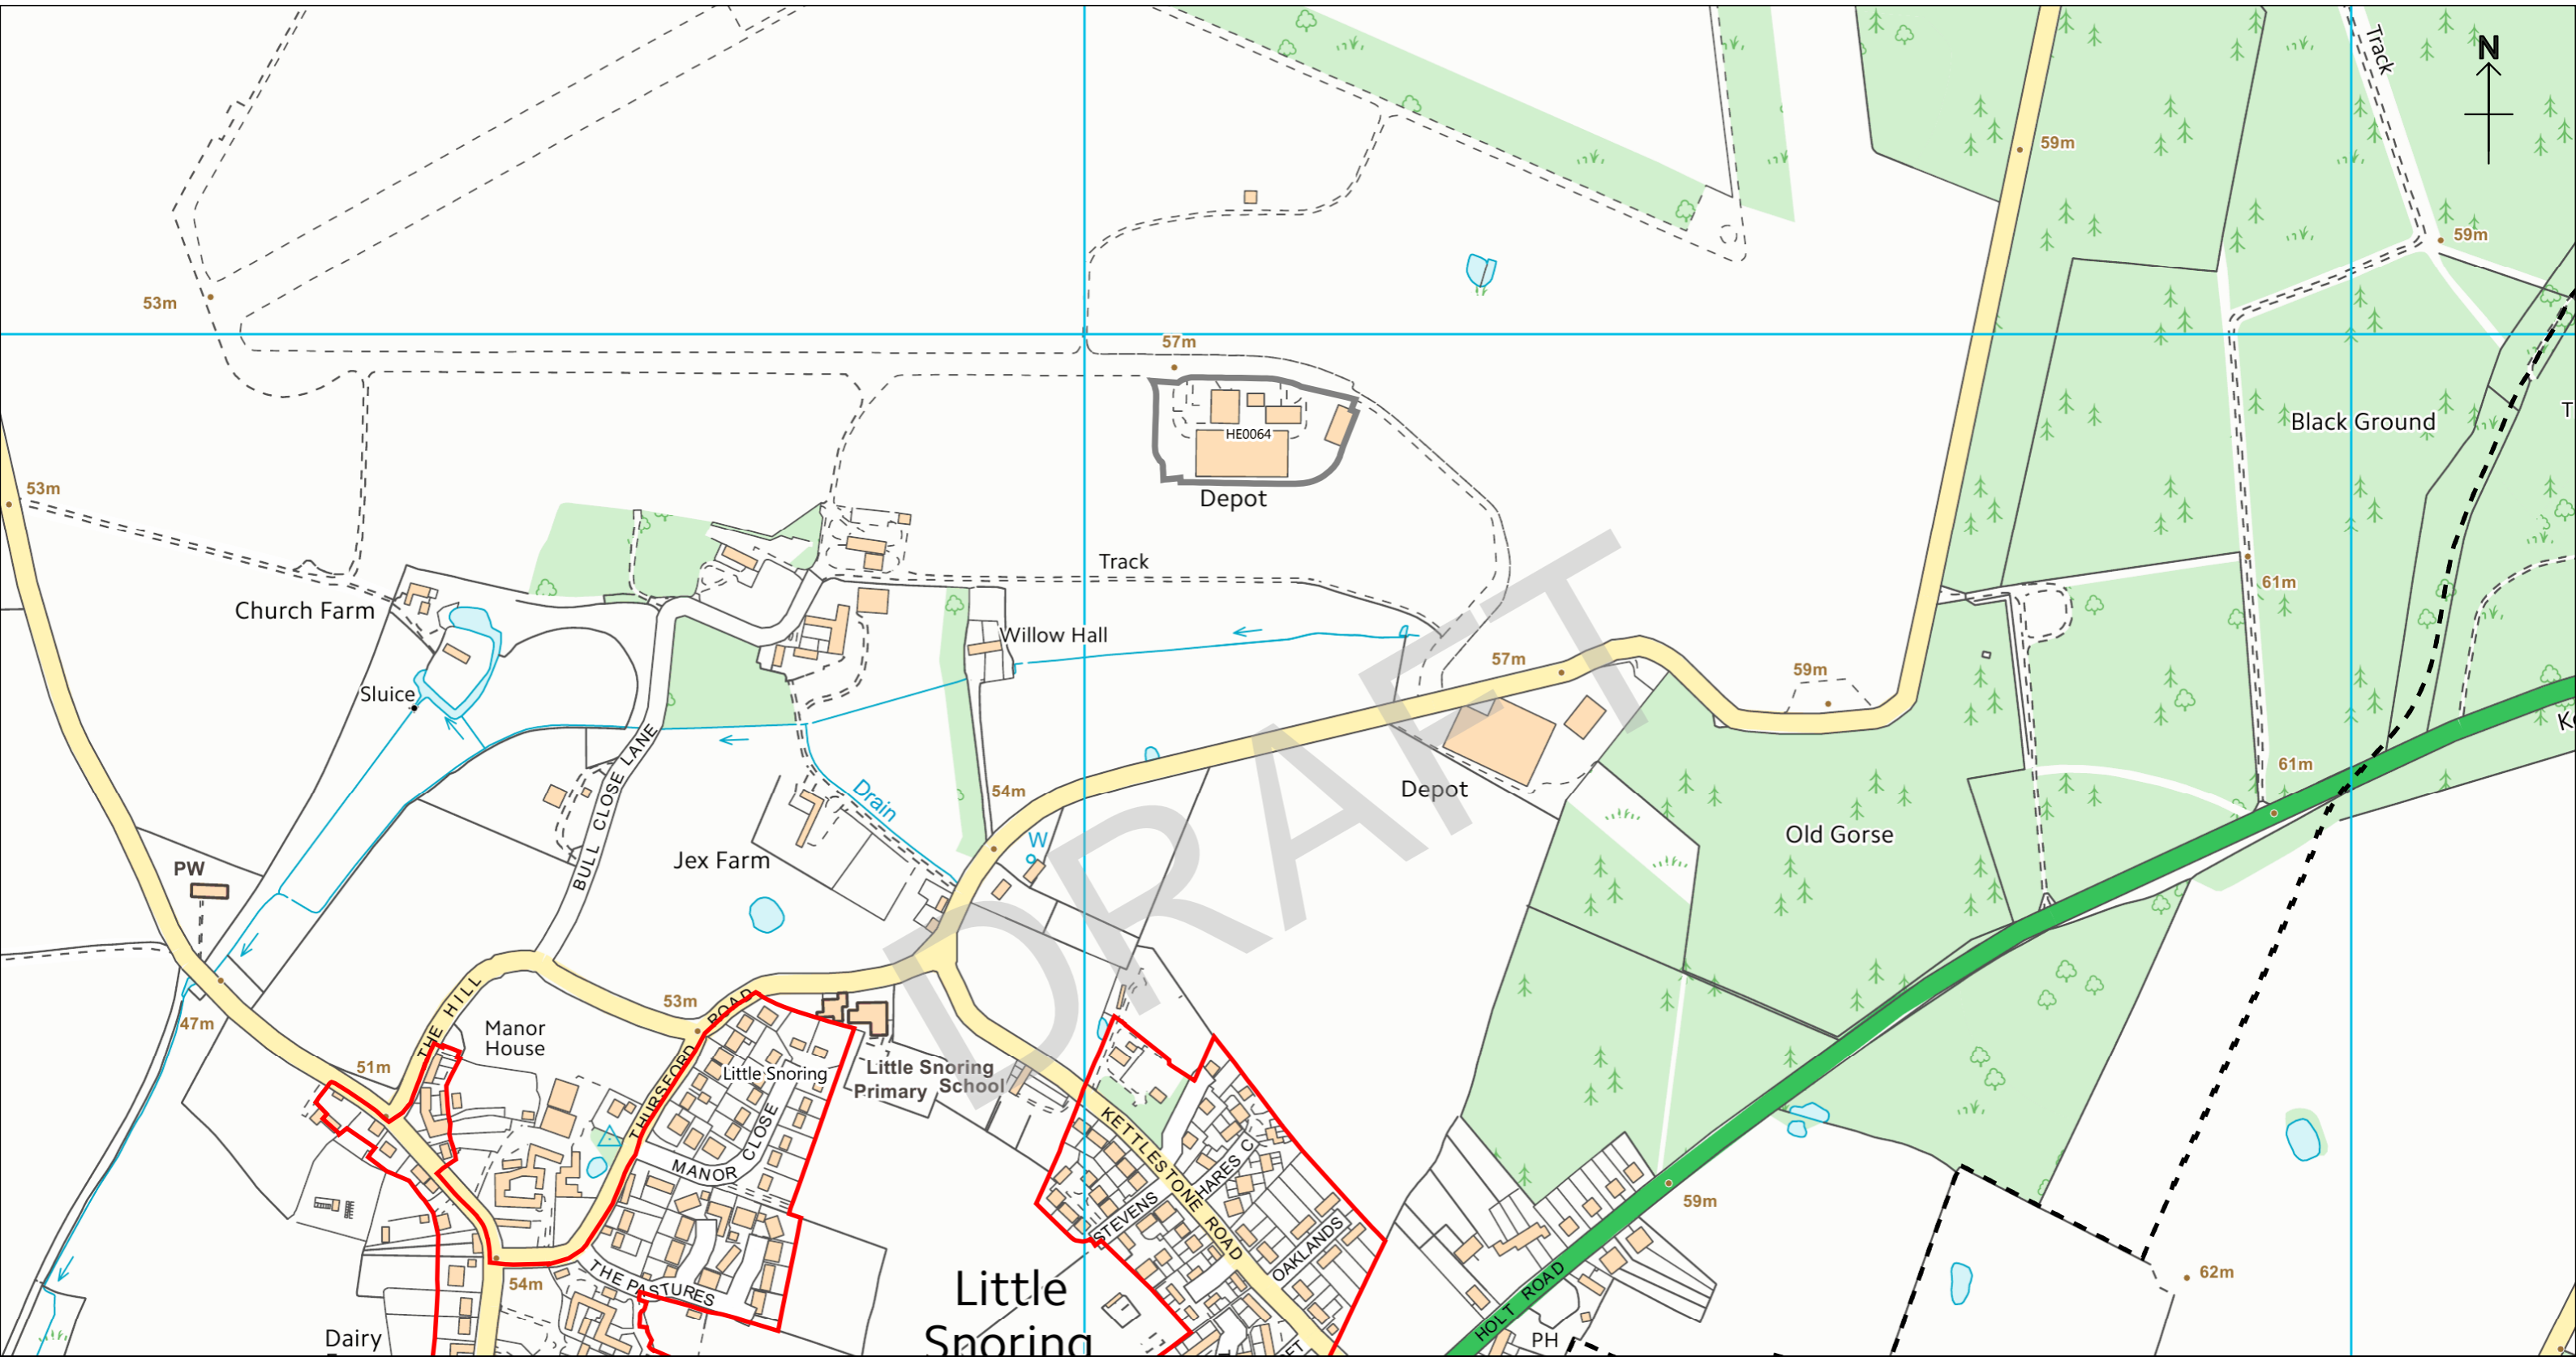 Track
N
59m
59m
53m
57m
Black Ground
HE0064
53m
Depot
Track
61m
Church Farm
Willow Hall
57m
59m
Sluice
BULL CLOSE LANE
61m
Drain
54m
Depot
W
Old Gorse
Jex Farm
PW
DRAFT
THE HILL
53m
THURSFORD ROAD
47m
Manor
House
51m
Little Snoring
Little Snoring
Primary School
MANOR CLOSE
KETTLESTONE ROAD
HARES C
STEVENS
OAKLANDS
59m
54m
THE PASTURES
62m
Little
Snoring
HOLT ROAD
Dairy
PH